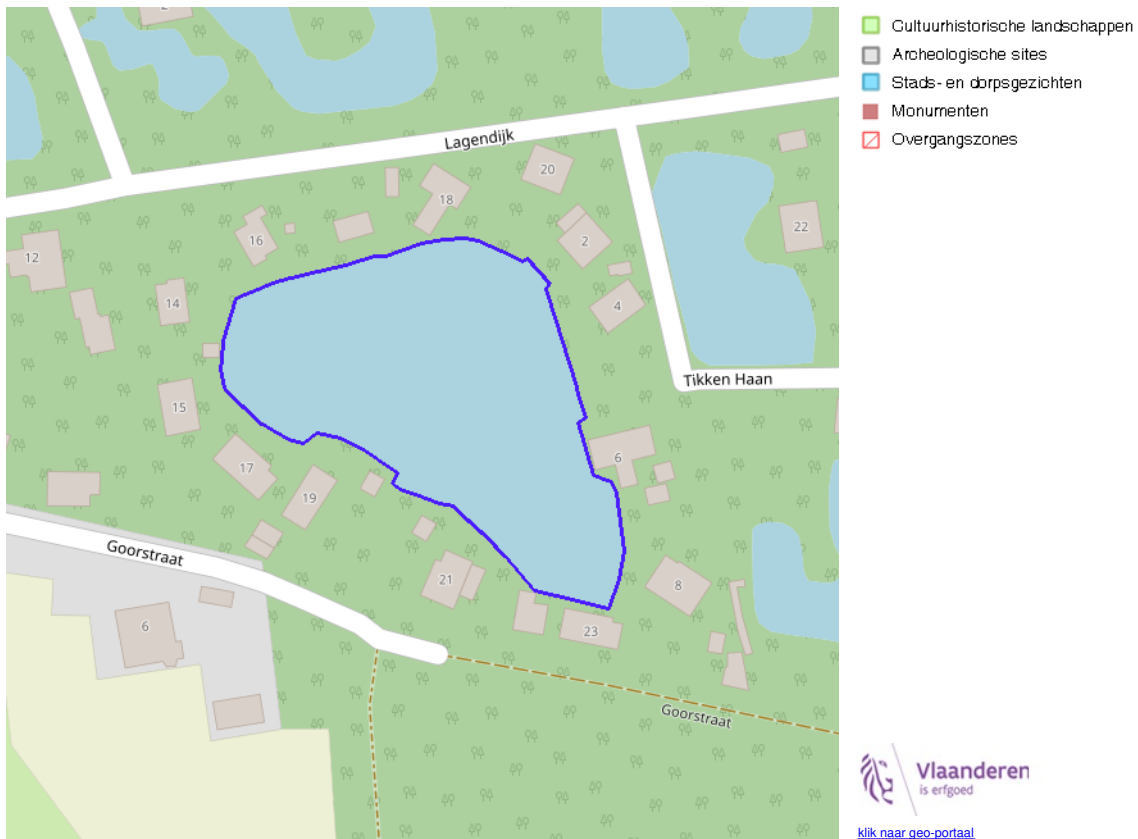 2
Lagendijk
20
18
16
2
22
12
14
4
Tikken Haan
15
6
17
19
Goorstraat
21
8
6
23
Goorstraat
Cultuurhistorische landschappen
Archeologische sites
Stads- en dorpsgezichten
Monumenten
Overgangszones
Vlaanderen
is erfgoed
klik naar geo-portaal